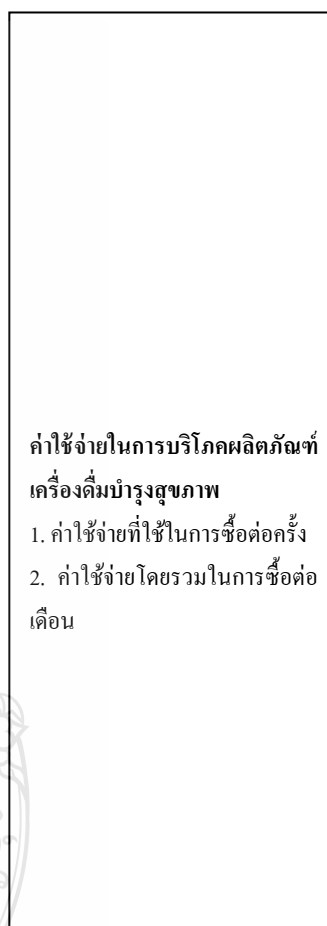 ค่าใช้จ่ายในการบริโภคผลิตภัณฑ์
เครื่องดื่มบำรุงสุขภาพ
1. ค่าใช้จ่ายที่ใช้ในการซื้อต่อครั้ง
2. ค่าใช้จ่ายโดยรวมในการซื้อต่อ
เดือน